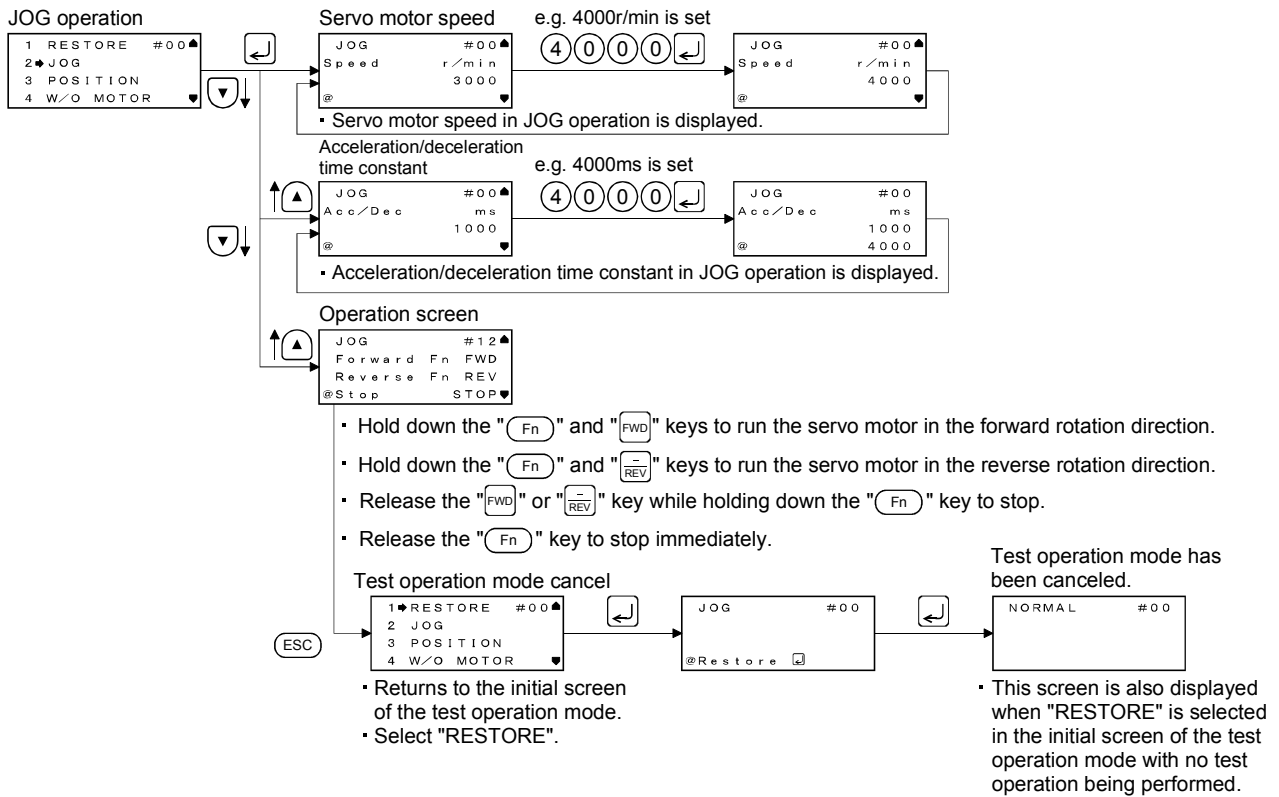 JOG operation
1 RESTORE #00
2 JOG
3 POSITION
4 W/O MOTOR
Servo motor speed
JOG #00
Speed r/min
3000
@
e.g. 4000r/min is set
4 0 0 0
JOG #00
Speed r/min
4000
@
▪ Servo motor speed in JOG operation is displayed.
Acceleration/deceleration
time constant
JOG #00
Acc/Dec ms
1000
@
e.g. 4000ms is set
4 0 0 0
JOG #00
Acc/Dec ms
1000
@ 4000
▪ Acceleration/deceleration time constant in JOG operation is displayed.
Operation screen
JOG #12
Forward Fn FWD
Reverse Fn REV
@Stop STOP
▪ Hold down the "Fn" and "FWD" keys to run the servo motor in the forward rotation direction.
▪ Hold down the "Fn" and "- REV" keys to run the servo motor in the reverse rotation direction.
▪ Release the "FWD" or "- REV" key while holding down the "Fn" key to stop.
▪ Release the "Fn" key to stop immediately.
ESC
Test operation mode cancel
1 RESTORE #00
2 JOG
3 POSITION
4 W/O MOTOR
▪ Returns to the initial screen
of the test operation mode.
▪ Select "RESTORE".
JOG #00
@Restore
Test operation mode has
been canceled.
NORMAL #00
▪ This screen is also displayed
when "RESTORE" is selected
in the initial screen of the test
operation mode with no test
operation being performed.